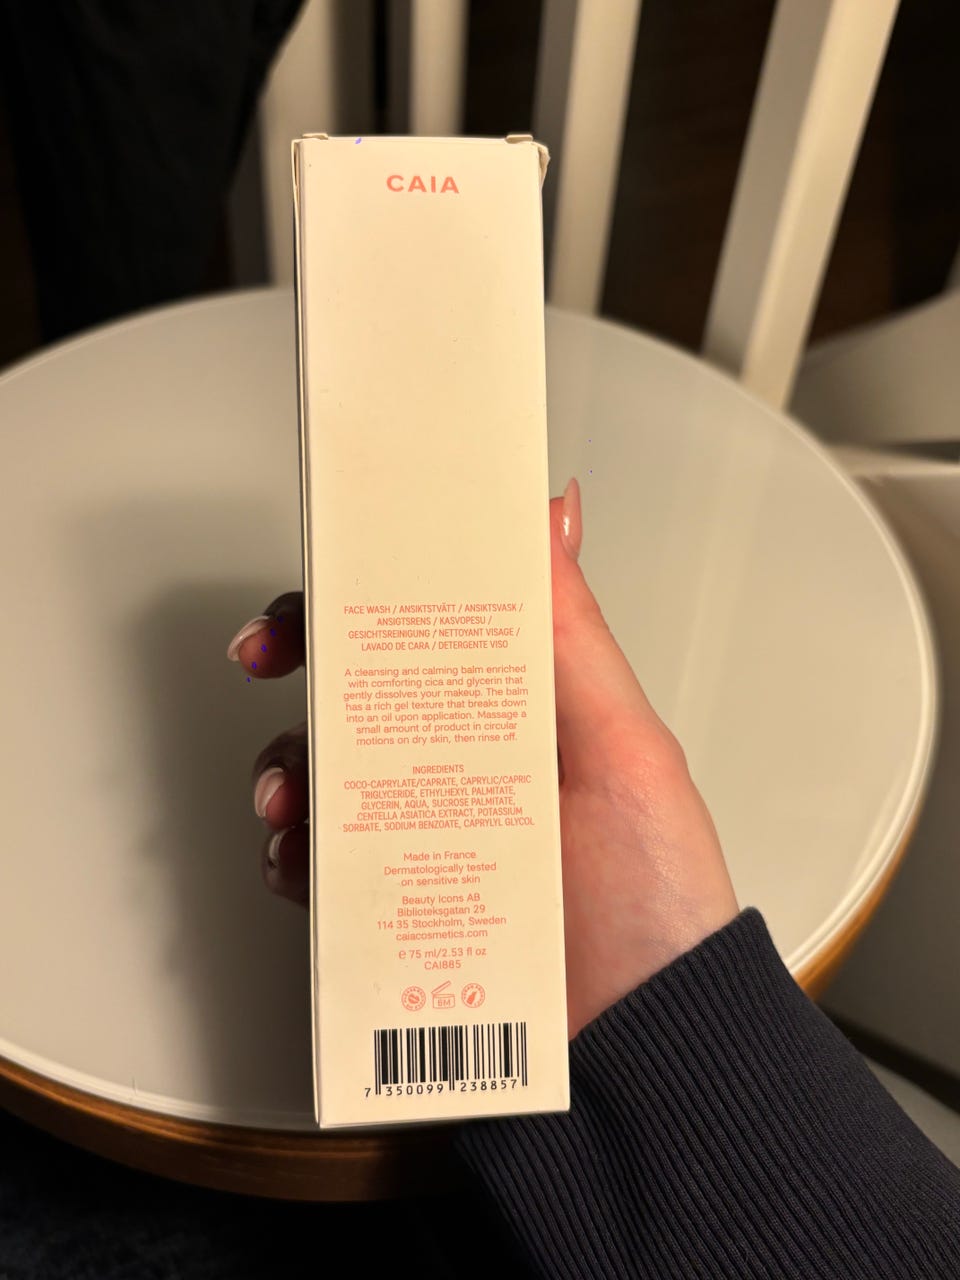 CAIA
FACE WASH / ANSIKTSTVÄTT / ANSIKTSVASK /
ANSIGTSRENS / KASVOPESU /
GESICHTSREINIGUNG / NETTOYANT VISAGE /
LAVADO DE CARA / DETERGENTE VISO
A cleansing and calming balm enriched
with comforting cica and glycerin that
gently dissolves your makeup. The balm
has a rich gel texture that breaks down
into an oil upon application. Massage a
small amount of product in circular
motions on dry skin, then rinse off.
INGREDIENTS
COCO-CAPRYLATE/CAPRATE, CAPRYLIC/CAPRIC
TRIGLYCERIDE, ETHYLHEXYL PALMITATE,
GLYCERIN, AQUA, SUCROSE PALMITATE,
CENTELLA ASIATICA EXTRACT, POTASSIUM
SORBATE, SODIUM BENZOATE, CAPRYLYL GLYCOL
Made in France
Dermatologically tested
on sensitive skin
Beauty Icons AB
Biblioteksgatan 29
114 35 Stockholm, Sweden
caiacosmetics.com
℮ 75 ml/2.53 fl oz
CAI885
6M
7 350099 238857